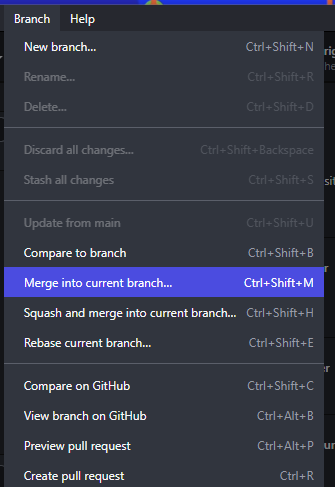 Branch Help
New branch... Ctrl+Shift+N
Rename... Ctrl+Shift+R
Delete... Ctrl+Shift+D
Discard all changes... Ctrl+Shift+Backspace
Stash all changes Ctrl+Shift+S
Update from main Ctrl+Shift+U
Compare to branch Ctrl+Shift+B
Merge into current branch... Ctrl+Shift+M
Squash and merge into current branch... Ctrl+Shift+H
Rebase current branch... Ctrl+Shift+E
Compare on GitHub Ctrl+Shift+C
View branch on GitHub Ctrl+Alt+B
Preview pull request Ctrl+Alt+P
Create pull request Ctrl+R